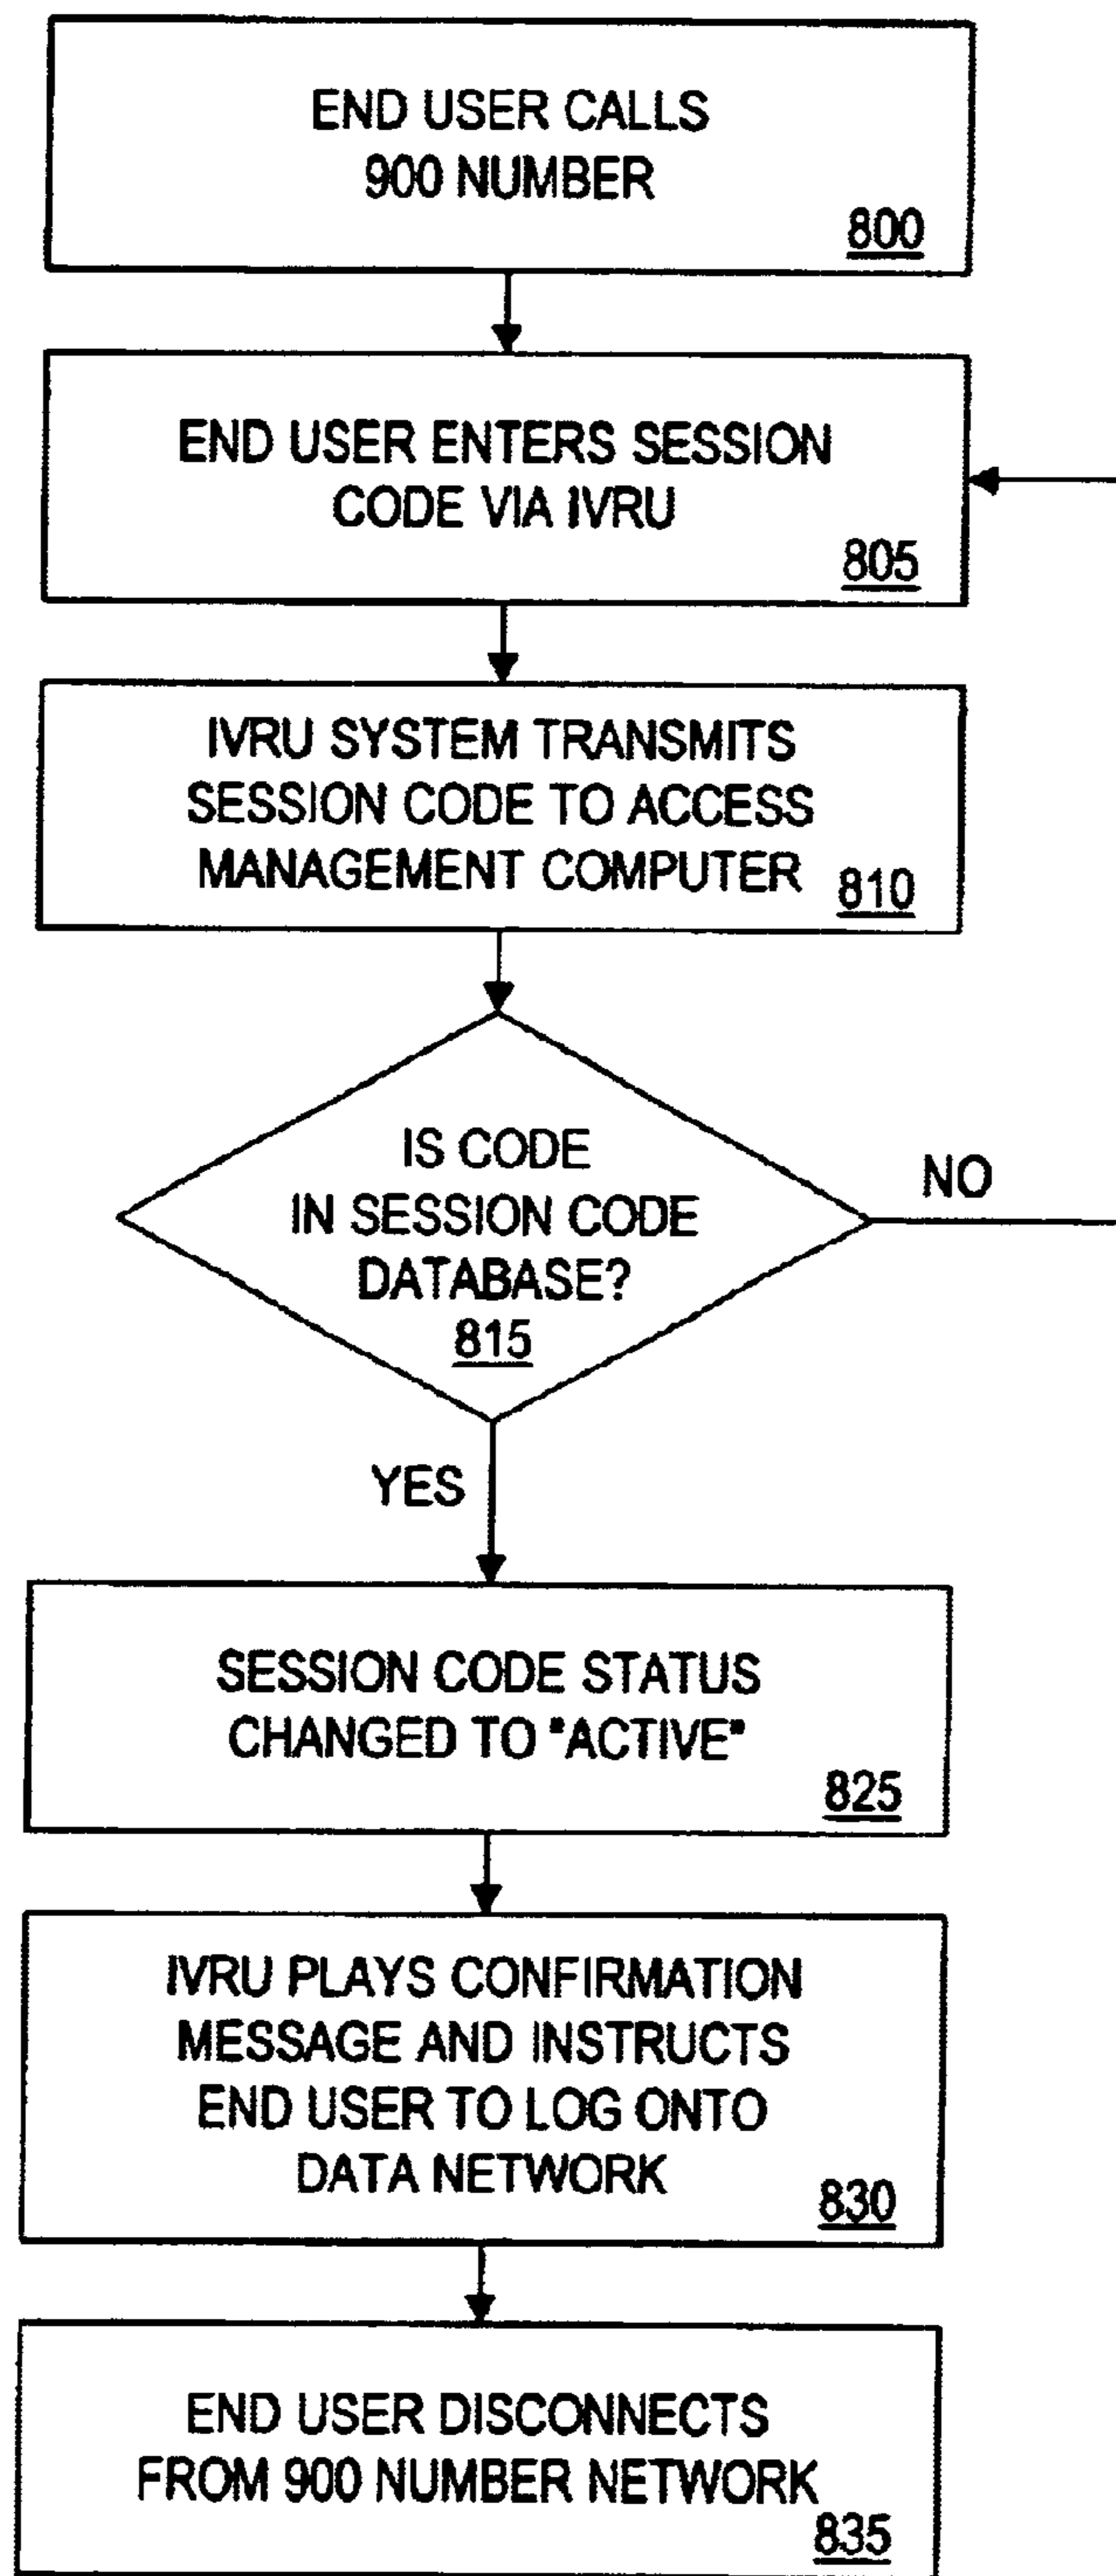 END USER CALLS
900 NUMBER
800
END USER ENTERS SESSION
CODE VIA IVRU
805
IVRU SYSTEM TRANSMITS
SESSION CODE TO ACCESS
MANAGEMENT COMPUTER
810
IS CODE
IN SESSION CODE
DATABASE?
815
NO
YES
SESSION CODE STATUS
CHANGED TO "ACTIVE"
825
IVRU PLAYS CONFIRMATION
MESSAGE AND INSTRUCTS
END USER TO LOG ONTO
DATA NETWORK
830
END USER DISCONNECTS
FROM 900 NUMBER NETWORK
835